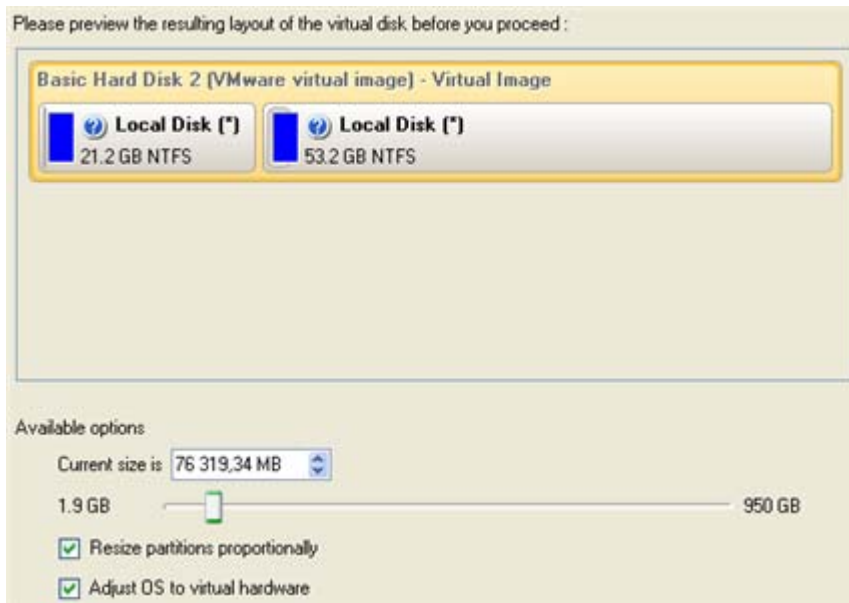 Please preview the resulting layout of the virtual disk before you proceed :
Basic Hard Disk 2 (VMware virtual image) - Virtual Image
Local Disk (*)
21.2 GB NTFS
Local Disk (*)
53.2 GB NTFS
Available options
Current size is 76 319,34 MB
1.9 GB 950 GB
Resize partitions proportionally
Adjust OS to virtual hardware